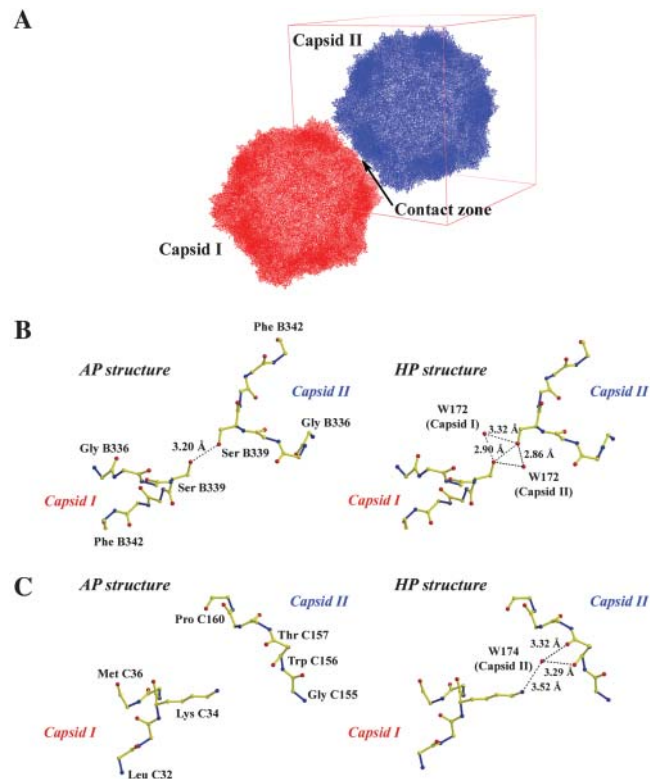 A
Capsid II
Contact zone
Capsid I
B
AP structure
Phe B342
Capsid II
Gly B336
3.20 Å
Ser B339
Gly B336
Ser B339
Capsid I
Phe B342
HP structure
Capsid II
W172
(Capsid I)
3.32 Å
2.90 Å
2.86 Å
W172
(Capsid II)
Capsid I
C
AP structure
Capsid II
Pro C160
Thr C157
Trp C156
Met C36
Gly C155
Lys C34
Capsid I
Leu C32
HP structure
Capsid II
W174
(Capsid II)
3.32 Å
3.29 Å
3.52 Å
Capsid I